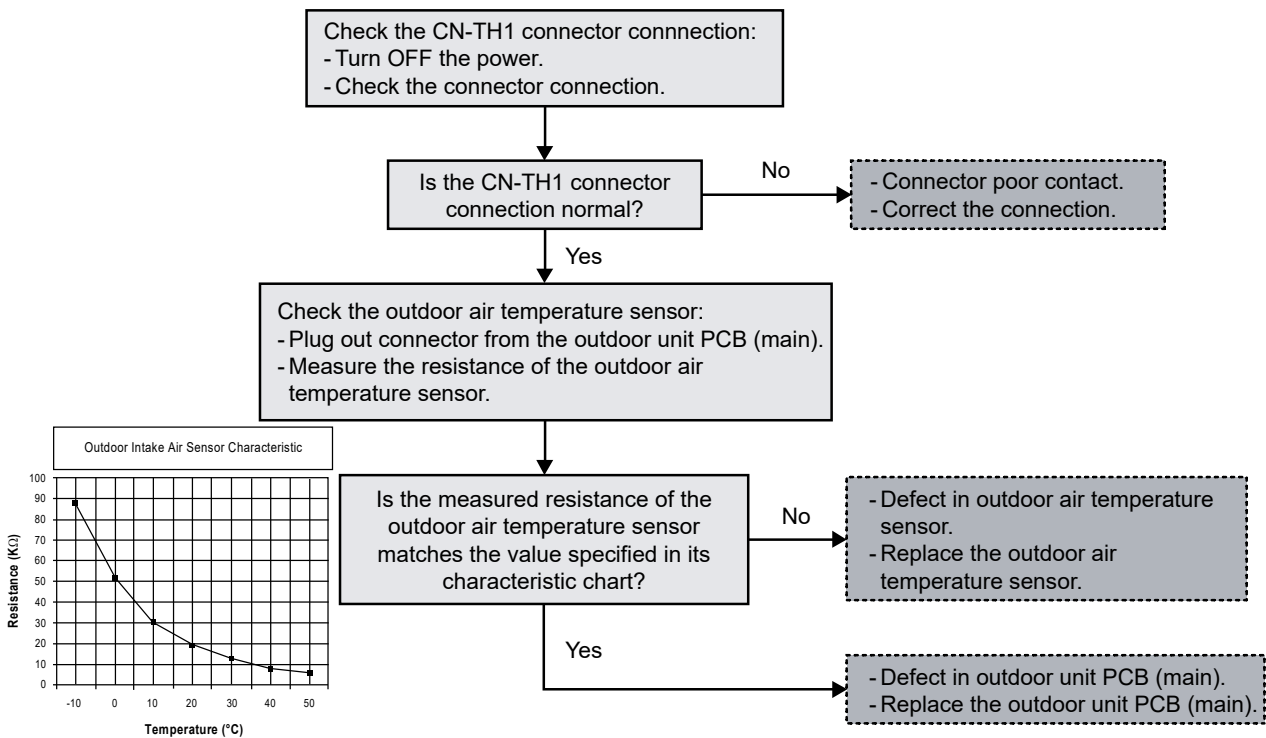 Check the CN-TH1 connector connnection:
- Turn OFF the power.
- Check the connector connection.
Is the CN-TH1 connector
connection normal?
No
- Connector poor contact.
- Correct the connection.
Yes
Check the outdoor air temperature sensor:
- Plug out connector from the outdoor unit PCB (main).
- Measure the resistance of the outdoor air
temperature sensor.
Outdoor Intake Air Sensor Characteristic
Resistance (KΩ)
100
90
80
70
60
50
40
30
20
10
0
-10 0 10 20 30 40 50
Temperature (°C)
Is the measured resistance of the
outdoor air temperature sensor
matches the value specified in its
characteristic chart?
No
- Defect in outdoor air temperature
sensor.
- Replace the outdoor air
temperature sensor.
Yes
- Defect in outdoor unit PCB (main).
- Replace the outdoor unit PCB (main).